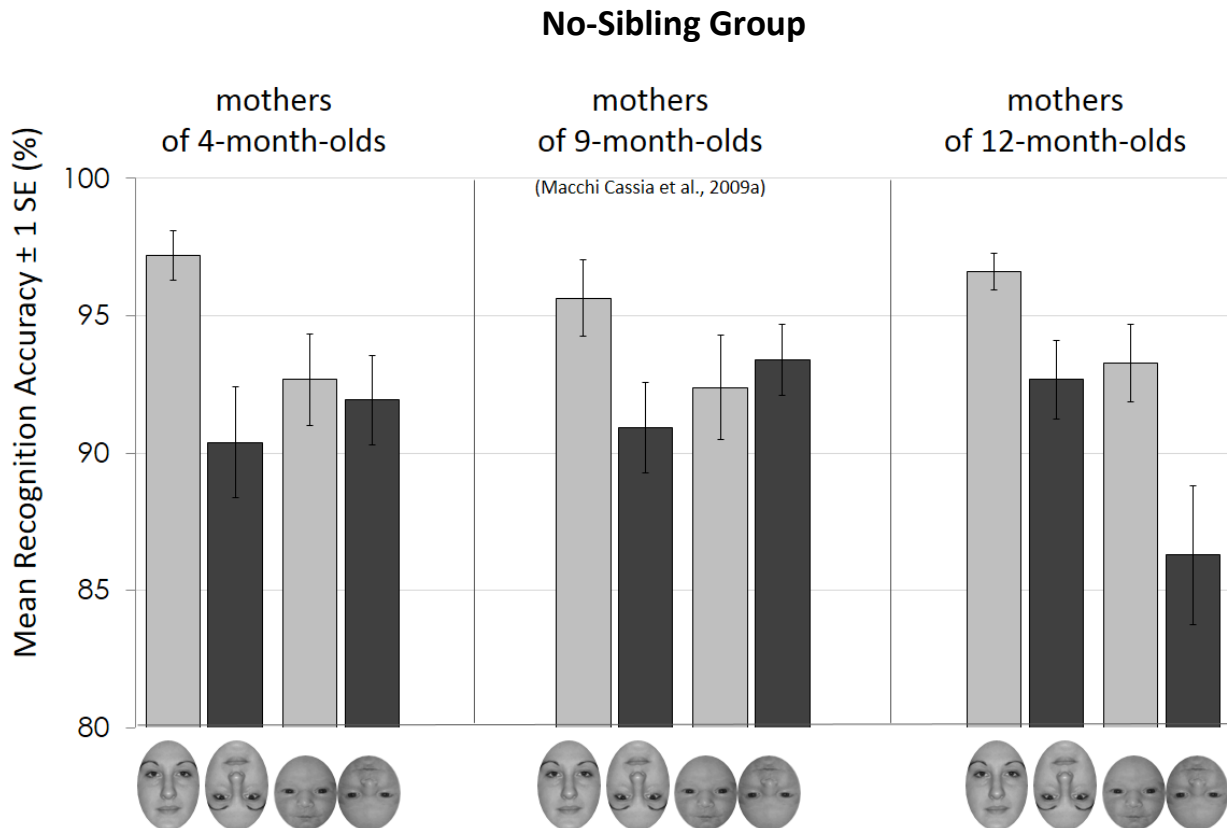 No-Sibling Group
mothers
of 4-month-olds
mothers
of 9-month-olds
(Macchi Cassia et al., 2009a)
mothers
of 12-month-olds
Mean Recognition Accuracy ± 1 SE (%)
100
95
90
85
80